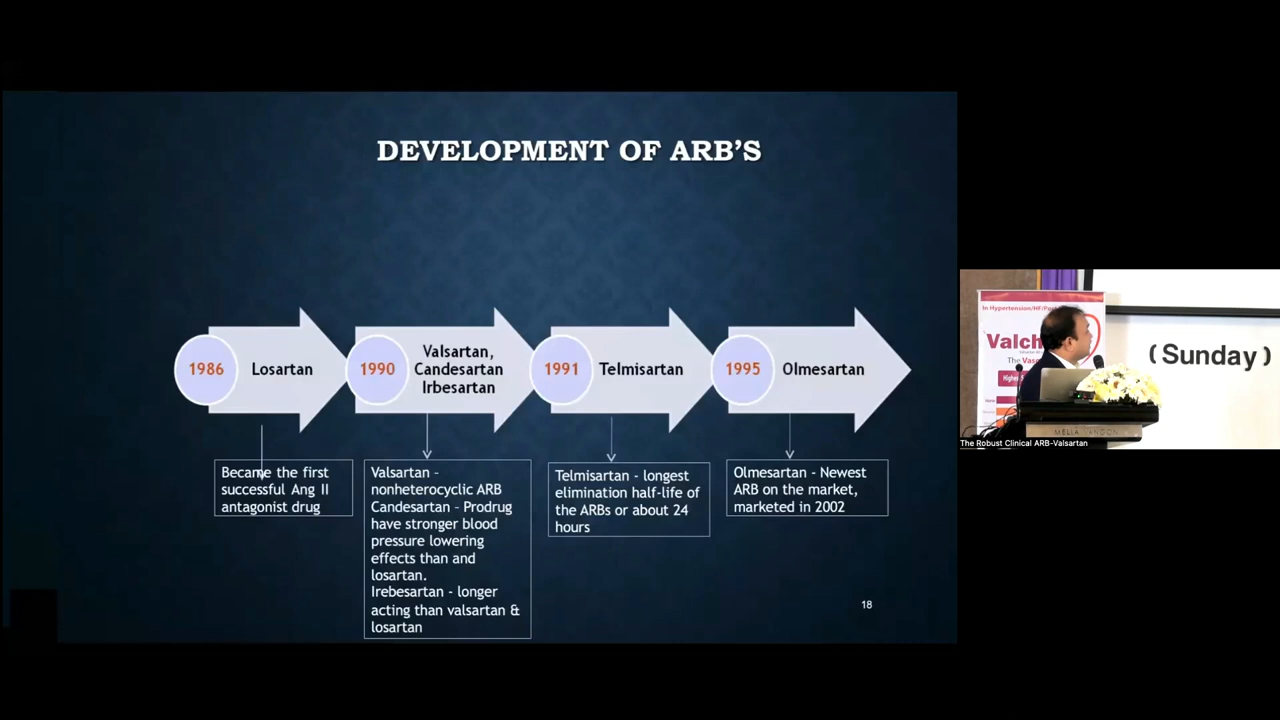 DEVELOPMENT OF ARB'S
1986
Losartan
1990
Valsartan,
Candesartan
Irbesartan
1991
Telmisartan
1995
Olmesartan
Became the first
successful Ang II
antagonist drug
Valsartan –
nonheterocyclic ARB
Candesartan – Prodrug
have stronger blood
pressure lowering
effects than and
losartan.
Irebesartan - longer
acting than valsartan &
losartan
Telmisartan - longest
elimination half-life of
the ARBs or about 24
hours
Olmesartan - Newest
ARB on the market,
marketed in 2002
18
In Hypertension/HF/
Valch
The
(Sunday)
The Robust Clinical ARB-Valsartan